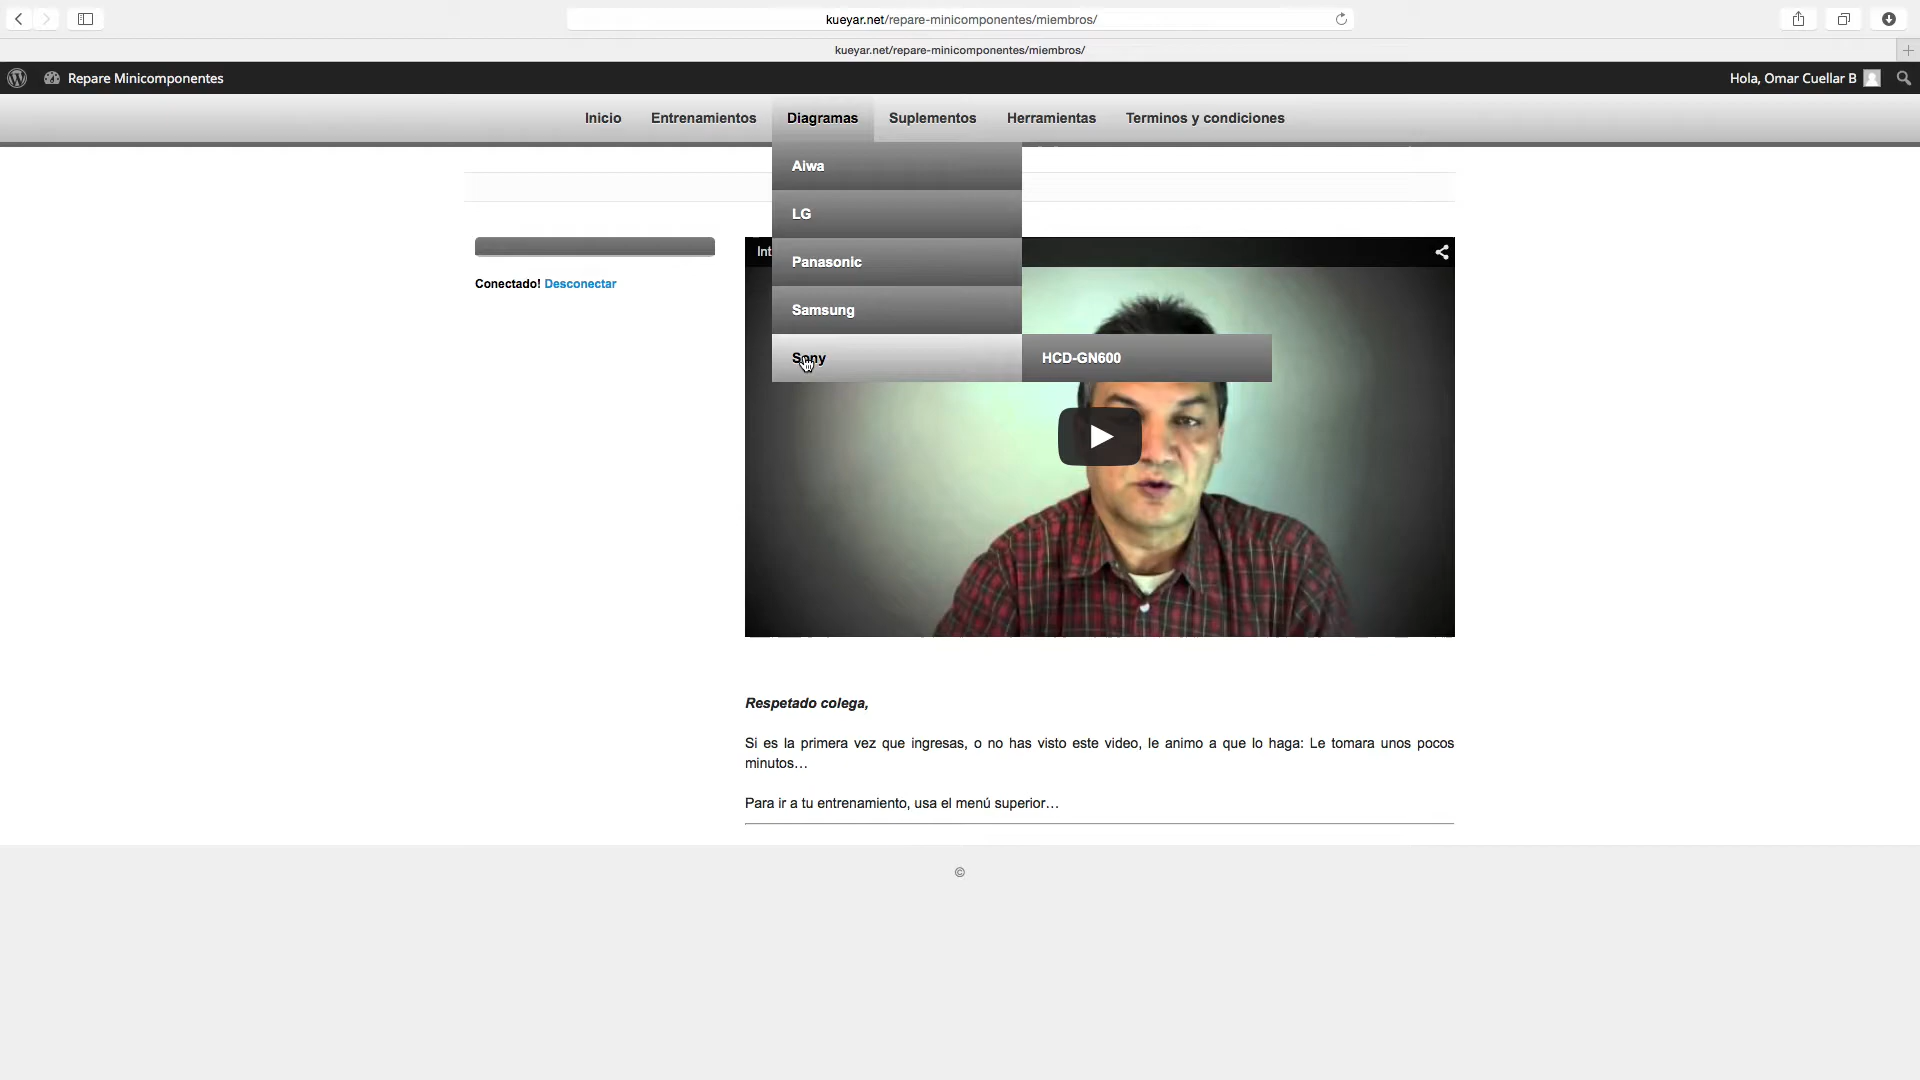 kueyar.net/repare-minicomponentes/miembros/
kueyar.net/repare-minicomponentes/miembros/
Repare Minicomponentes
Hola, Omar Cuellar B
Inicio
Entrenamientos
Diagramas
Suplementos
Herramientas
Terminos y condiciones
Aiwa
LG
Panasonic
Samsung
Sony
HCD-GN600
Int
Conectado! Desconectar
Respetado colega,
Si es la primera vez que ingresas, o no has visto este video, le animo a que lo haga: Le tomara unos pocos
minutos…
Para ir a tu entrenamiento, usa el menú superior…
©